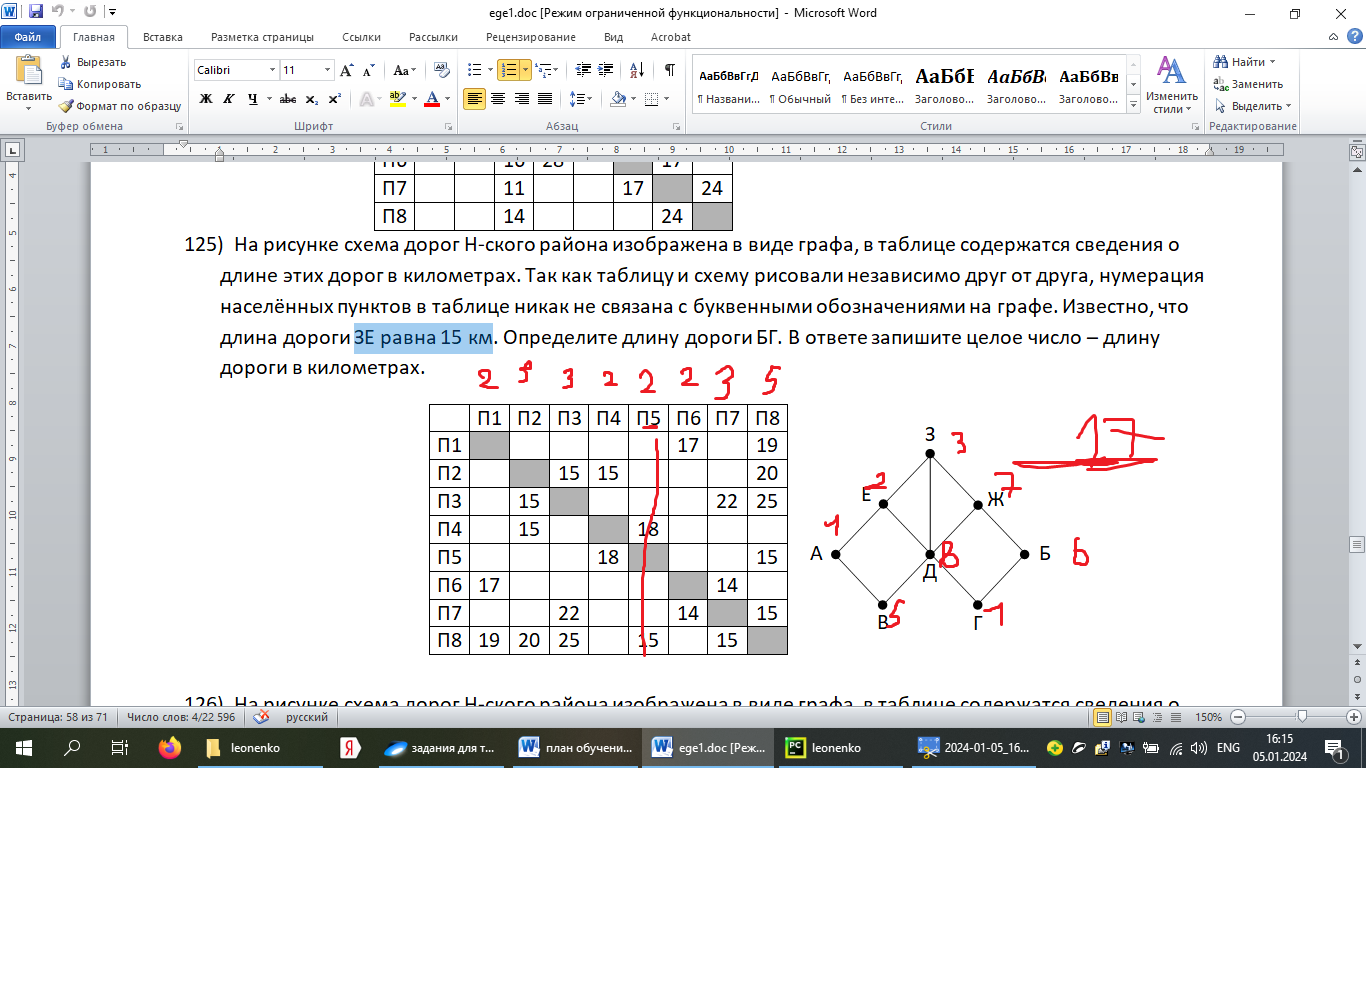 ege1.doc [Режим ограниченной функциональности] - Microsoft Word
Файл Главная Вставка Разметка страницы Ссылки Рассылки Рецензирование Вид Acrobat
Вставить
Вырезать
Копировать
Формат по образцу
Буфер обмена
Calibri 11
Шрифт
Абзац
АаБбВвГгД АаБбВвГг, АаБбВвГг, АаБбЕ АаБбВв АаБбВв
¶ Названи... ¶ Обычный ¶ Без инте... Заголово... Заголово... Заголово...
Стили
Изменить стили
Найти
Заменить
Выделить
Редактирование
П7 11 17 24
П8 14 24
125) На рисунке схема дорог Н-ского района изображена в виде графа, в таблице содержатся сведения о
длине этих дорог в километрах. Так как таблицу и схему рисовали независимо друг от друга, нумерация
населённых пунктов в таблице никак не связана с буквенными обозначениями на графе. Известно, что
длина дороги ЗЕ равна 15 км. Определите длину дороги БГ. В ответе запишите целое число – длину
дороги в километрах.
2 3 2 2 2 3 5
П1 П2 П3 П4 П5 П6 П7 П8
П1 17 19
П2 15 15 20
П3 15 22 25
П4 15 18
П5 18 15
П6 17 14
П7 22 14 15
П8 19 20 25 15 15
17
З 3
Е 2 Ж 7
А 4 Д В Б Б
В 5 Г 1
126) На рисунке схема дорог Н-ского района изображена в виде графа, в таблице содержатся сведения о
Страница: 58 из 71 Число слов: 4/22 596 русский 150%
leonenko задания для т... план обучени... ege1.doc [Реж... leonenko 2024-01-05_16... ENG 16:15
05.01.2024